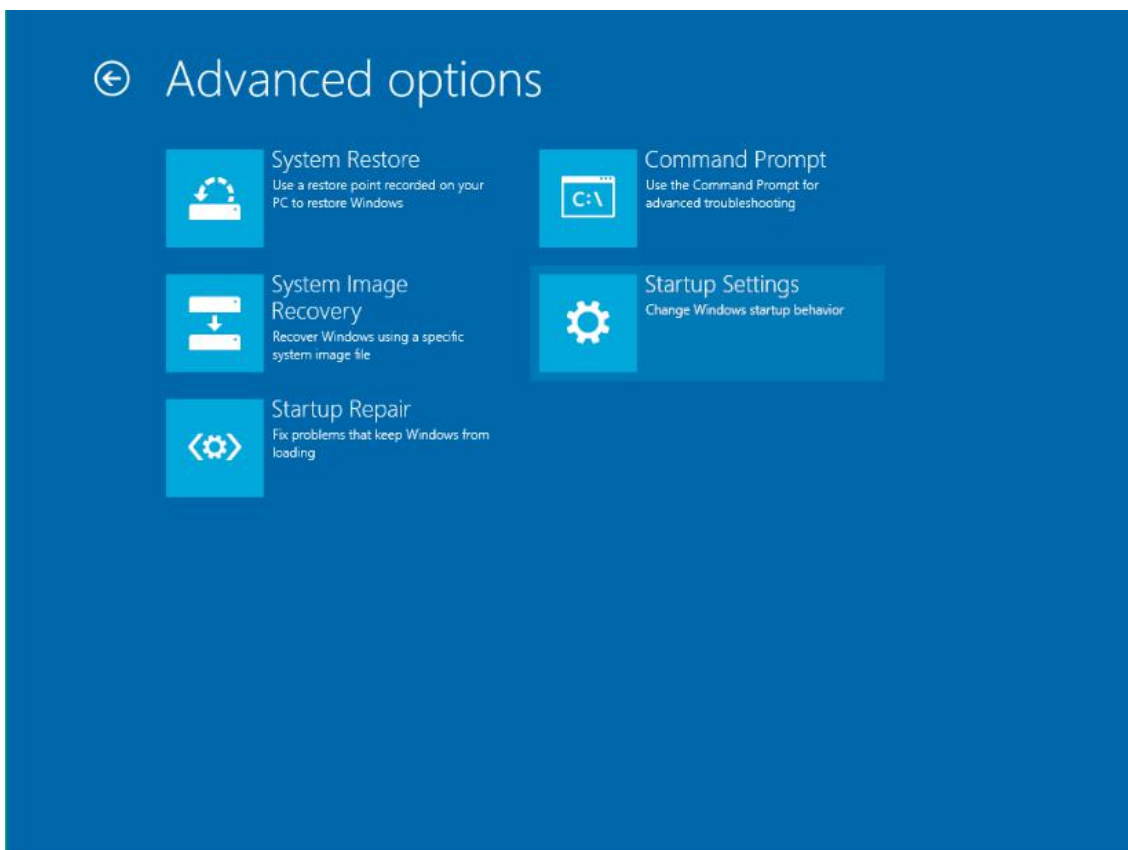 Advanced options
System Restore
Use a restore point recorded on your
PC to restore Windows
System Image
Recovery
Recover Windows using a specific
system image file
Startup Repair
Fix problems that keep Windows from
loading
C:\
Command Prompt
Use the Command Prompt for
advanced troubleshooting
Startup Settings
Change Windows startup behavior